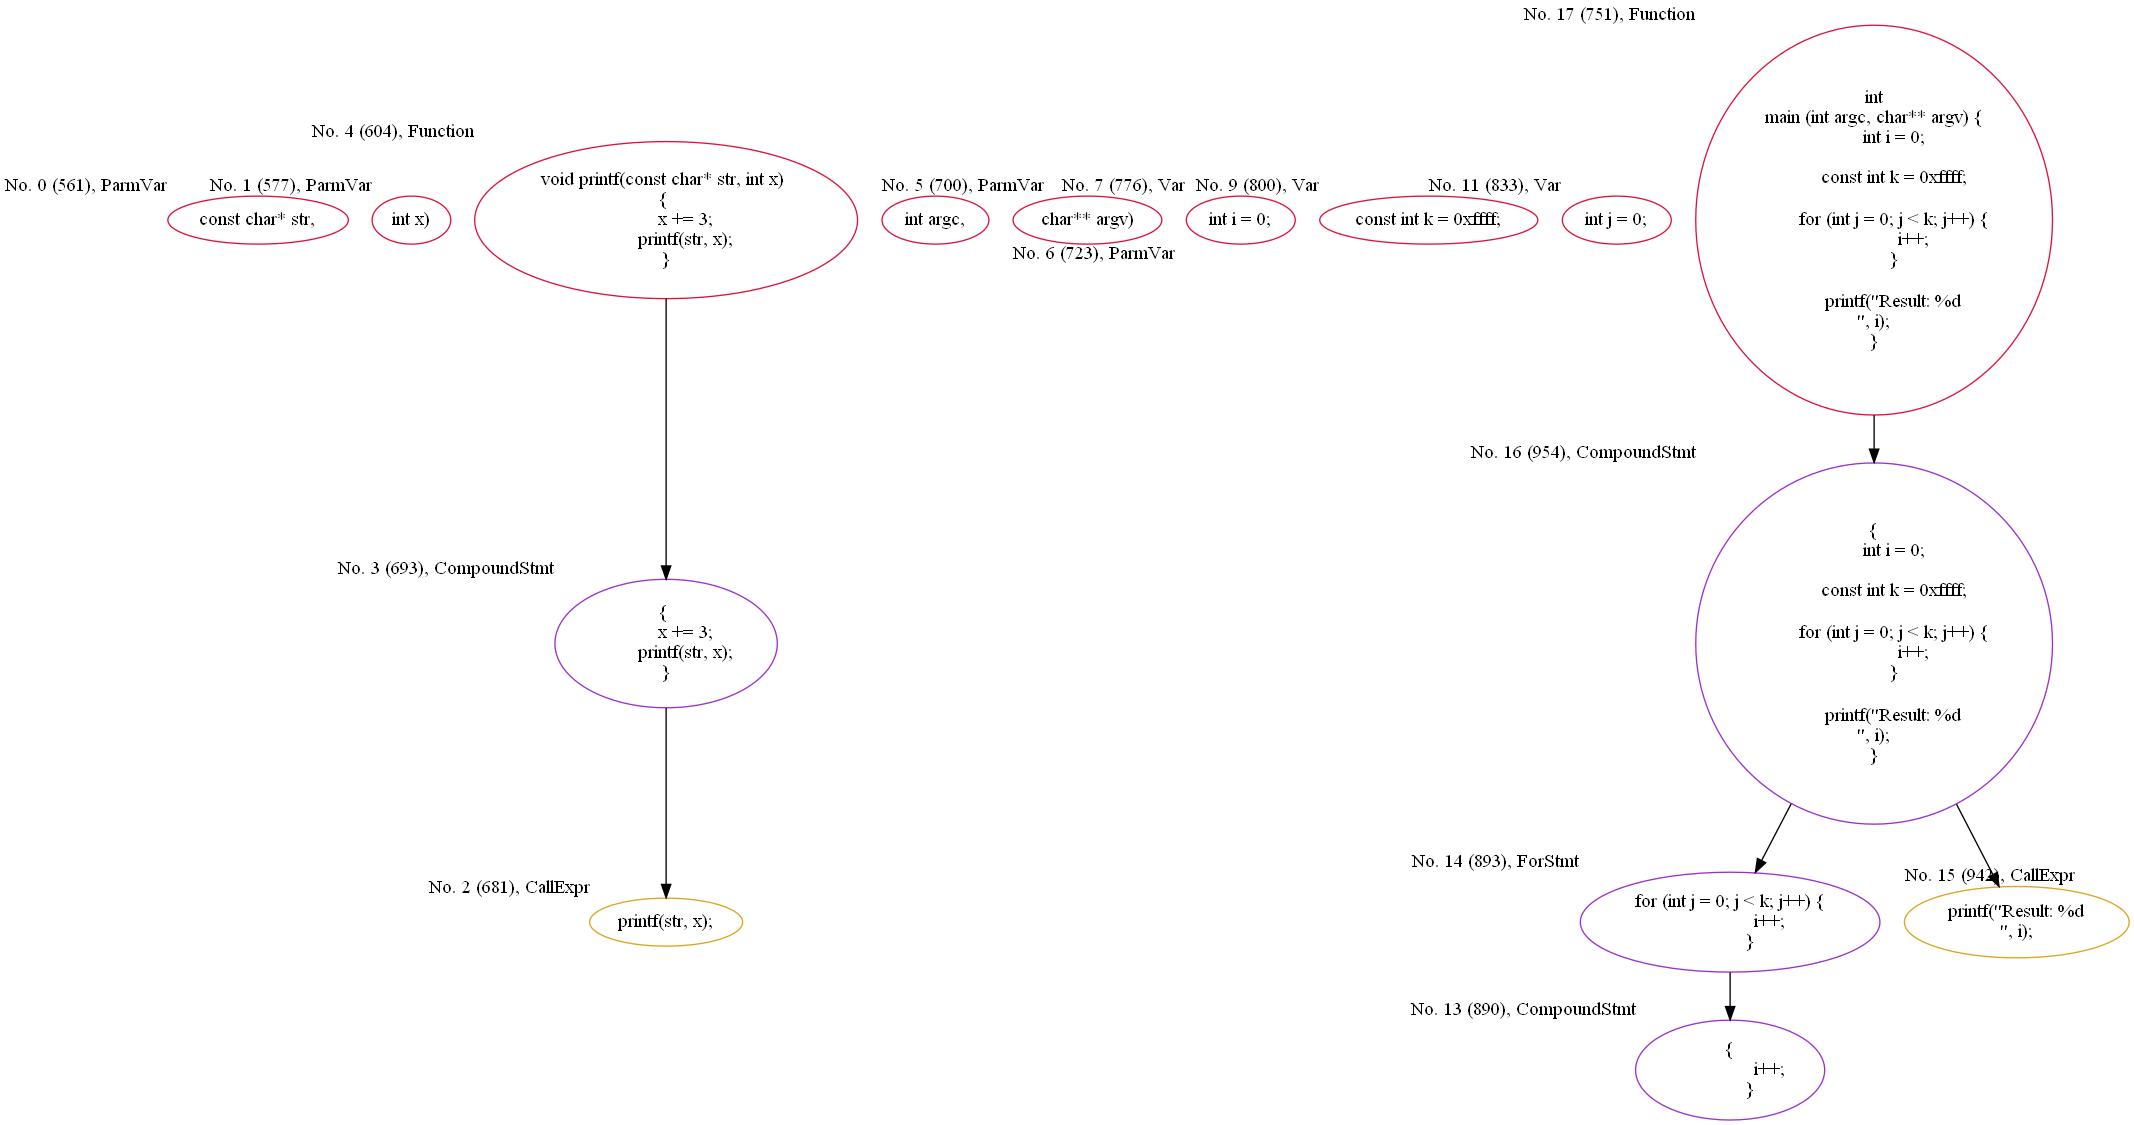 No. 17 (751), Function
int
main (int argc, char** argv) {
int i = 0;
const int k = 0xffff;
for (int j = 0; j < k; j++) {
i++;
}
printf("Result: %d
", i);
}
No. 4 (604), Function
void printf(const char* str, int x)
{
x += 3;
printf(str, x);
}
No. 0 (561), ParmVar
const char* str,
No. 1 (577), ParmVar
int x)
No. 5 (700), ParmVar
int argc,
No. 7 (776), Var
char** argv)
No. 6 (723), ParmVar
No. 9 (800), Var
int i = 0;
No. 11 (833), Var
const int k = 0xffff;
int j = 0;
No. 16 (954), CompoundStmt
{
int i = 0;
const int k = 0xffff;
for (int j = 0; j < k; j++) {
i++;
}
printf("Result: %d
", i);
}
No. 3 (693), CompoundStmt
{
x += 3;
printf(str, x);
}
No. 2 (681), CallExpr
printf(str, x);
No. 14 (893), ForStmt
for (int j = 0; j < k; j++) {
i++;
}
No. 15 CallExpr
printf("Result: %d
", i);
No. 13 (890), CompoundStmt
{
i++;
}